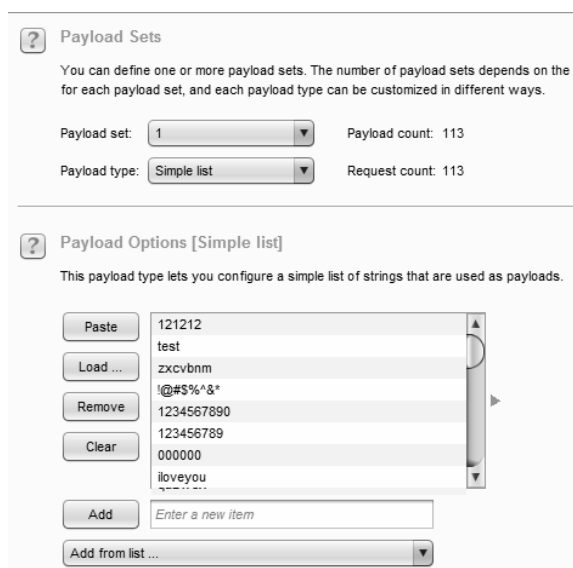 ?
Payload Sets
You can define one or more payload sets. The number of payload sets depends on the
for each payload set, and each payload type can be customized in different ways.
Payload set: 1 Payload count: 113
Payload type: Simple list Request count: 113
?
Payload Options [Simple list]
This payload type lets you configure a simple list of strings that are used as payloads.
Paste
Load ...
Remove
Clear
121212
test
zxcvbnm
!@#$%^&*
1234567890
123456789
000000
iloveyou
Add
Enter a new item
Add from list ...